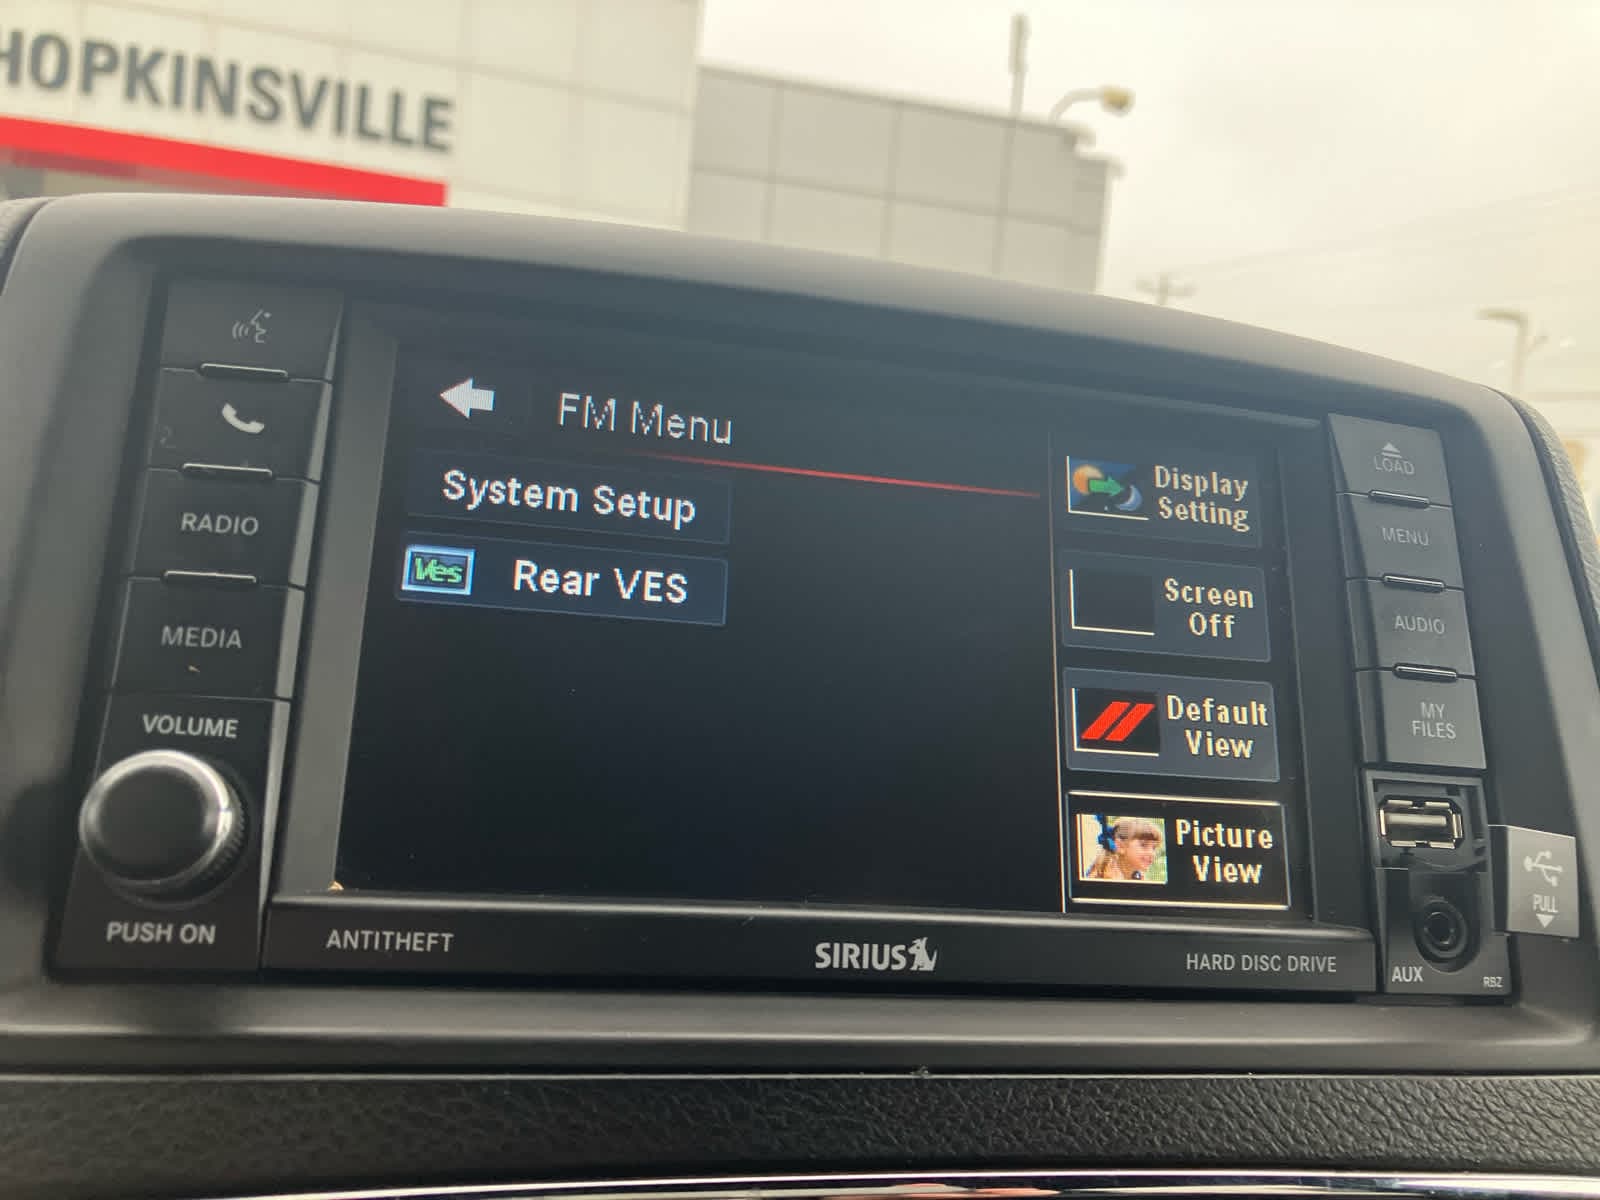 HOPKINSVILLE
FM Menu
System Setup
Ves Rear VES
Display
Setting
Screen
Off
Default
View
Picture
View
RADIO
MEDIA
VOLUME
PUSH ON
LOAD
MENU
AUDIO
MY
FILES
PULL
AUX
RBZ
ANTITHEFT
SIRIUS
HARD DISC DRIVE